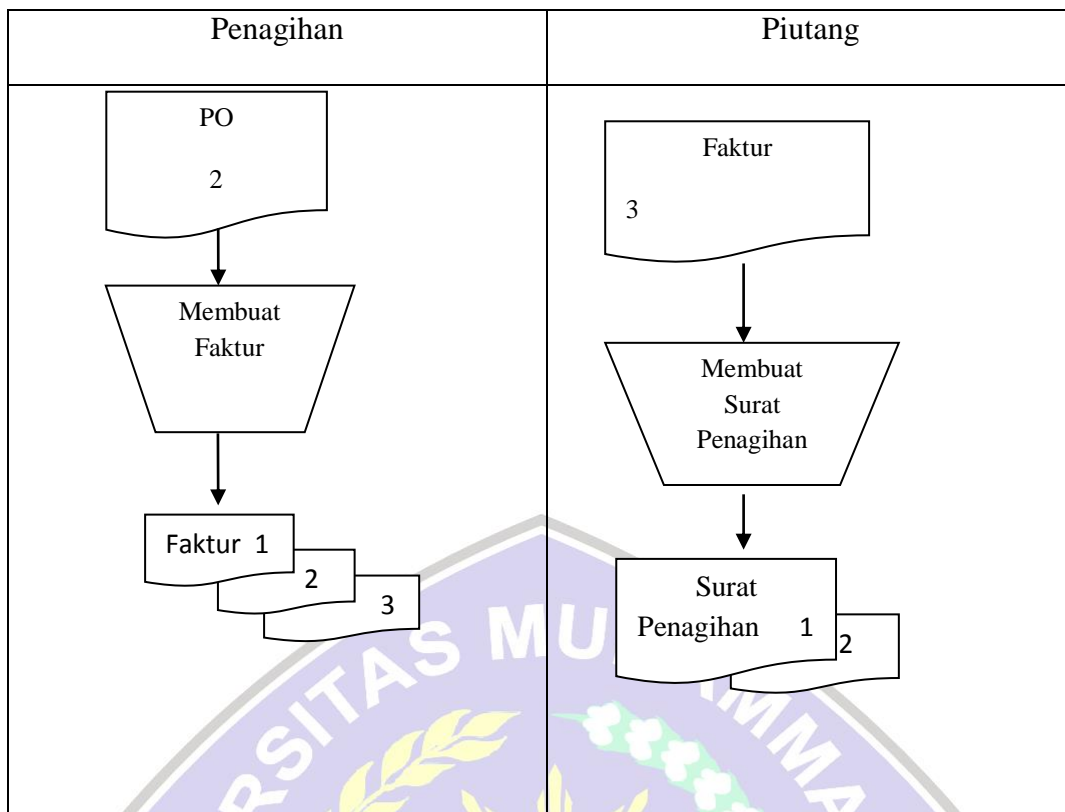 Penagihan
Piutang
PO
2
Membuat
Faktur
Faktur 1
2
3
Faktur
3
Membuat
Surat
Penagihan
Surat
Penagihan 1
2